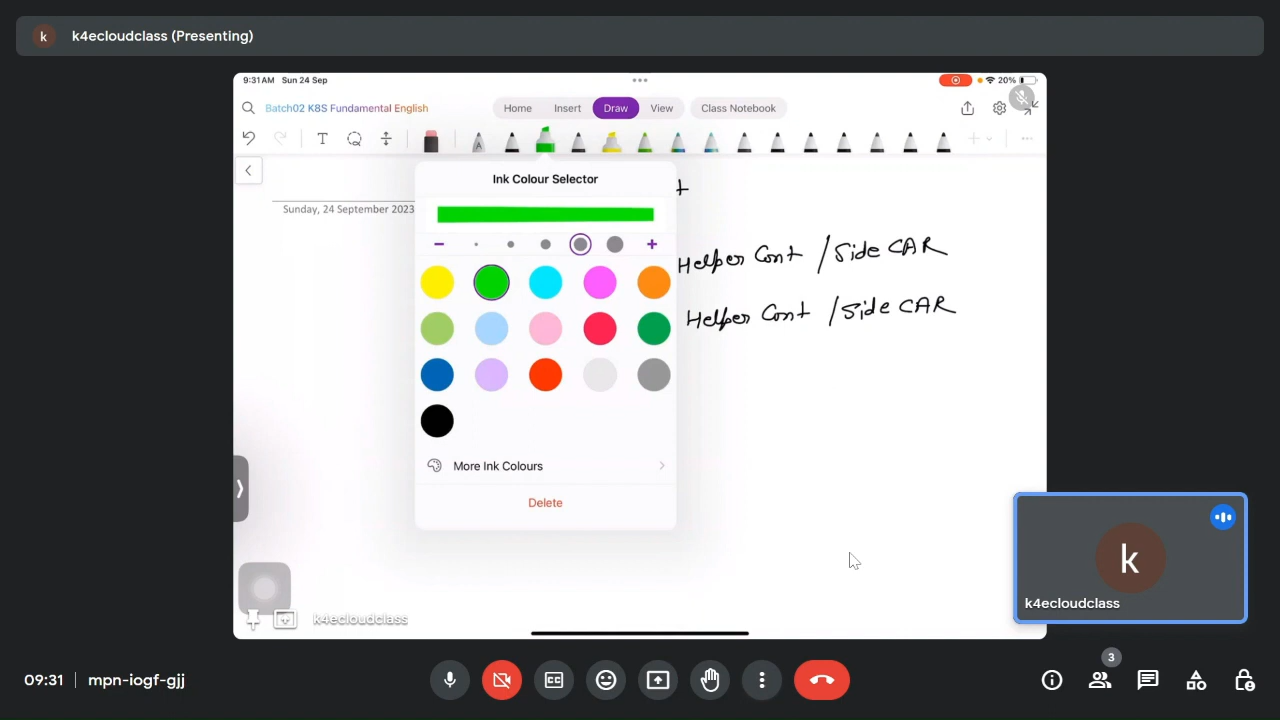 k k4ecloudclass (Presenting)
9:31 AM Sun 24 Sep
20%
Batch02 K8S Fundamental English
Home Insert Draw View Class Notebook
T A
Ink Colour Selector
Sunday, 24 September 2023
Helper Cont / Side CAR
Helper Cont / Side CAR
More Ink Colours
Delete
k
k4ecloudclass
k4ecloudclass
09:31 | mpn-iogf-gjj
CC
3